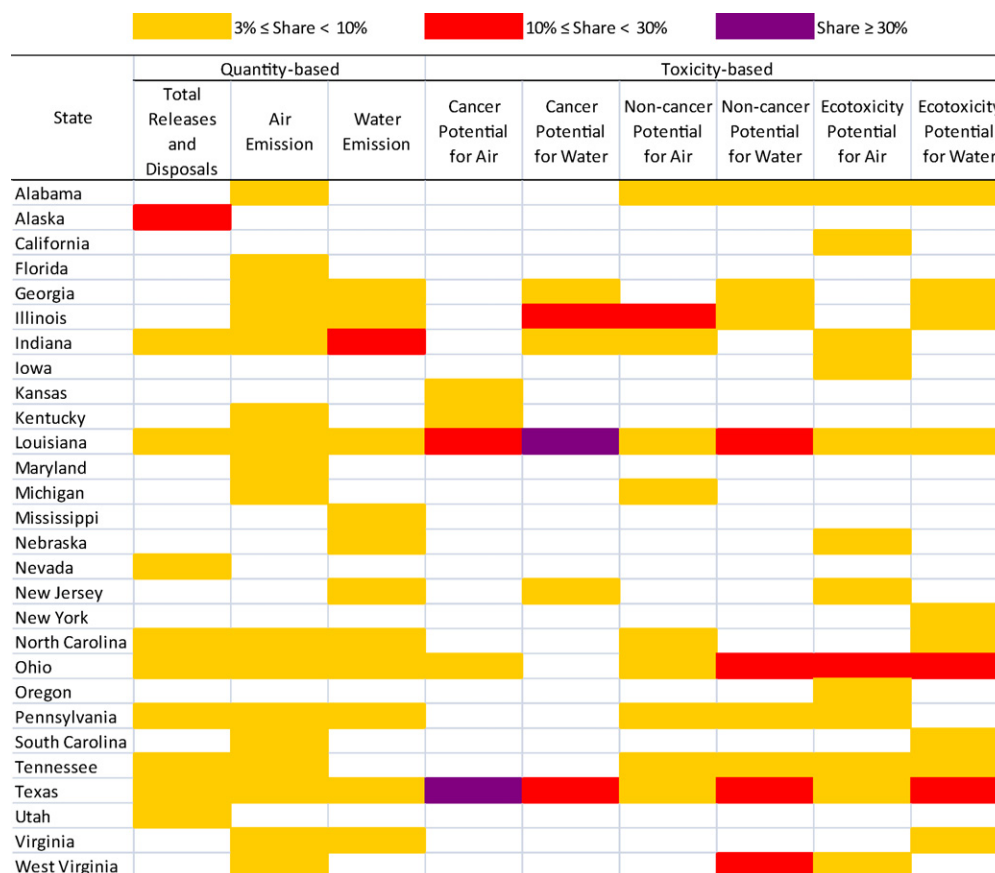 3% ≤ Share < 10% 10% ≤ Share < 30% Share ≥ 30%
Quantity-based Toxicity-based
State
Total Releases and Disposals
Air Emission
Water Emission
Cancer Potential for Air
Cancer Potential for Water
Non-cancer Potential for Air
Non-cancer Potential for Water
Ecotoxicity Potential for Air
Ecotoxicity Potential for Water
Alabama
Alaska
California
Florida
Georgia
Illinois
Indiana
Iowa
Kansas
Kentucky
Louisiana
Maryland
Michigan
Mississippi
Nebraska
Nevada
New Jersey
New York
North Carolina
Ohio
Oregon
Pennsylvania
South Carolina
Tennessee
Texas
Utah
Virginia
West Virginia